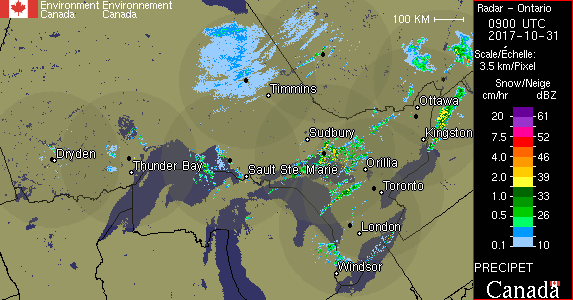 Environment Environnement
Canada Canada
100 KM
Timmins
Ottawa
Sudbury
Kingston
Dryden
Thunder Bay
Sault Ste. Marie
Orillia
Toronto
London
Windsor
Radar - Ontario
0900 UTC
2017-10-31
Scale/Échelle:
3.5 km/Pixel
Snow/Neige
cm/hr dBZ
20 61
7.5 52
4.0 46
2.0 39
1.0 33
0.5 26
0.1 10
PRECIPET
Canada